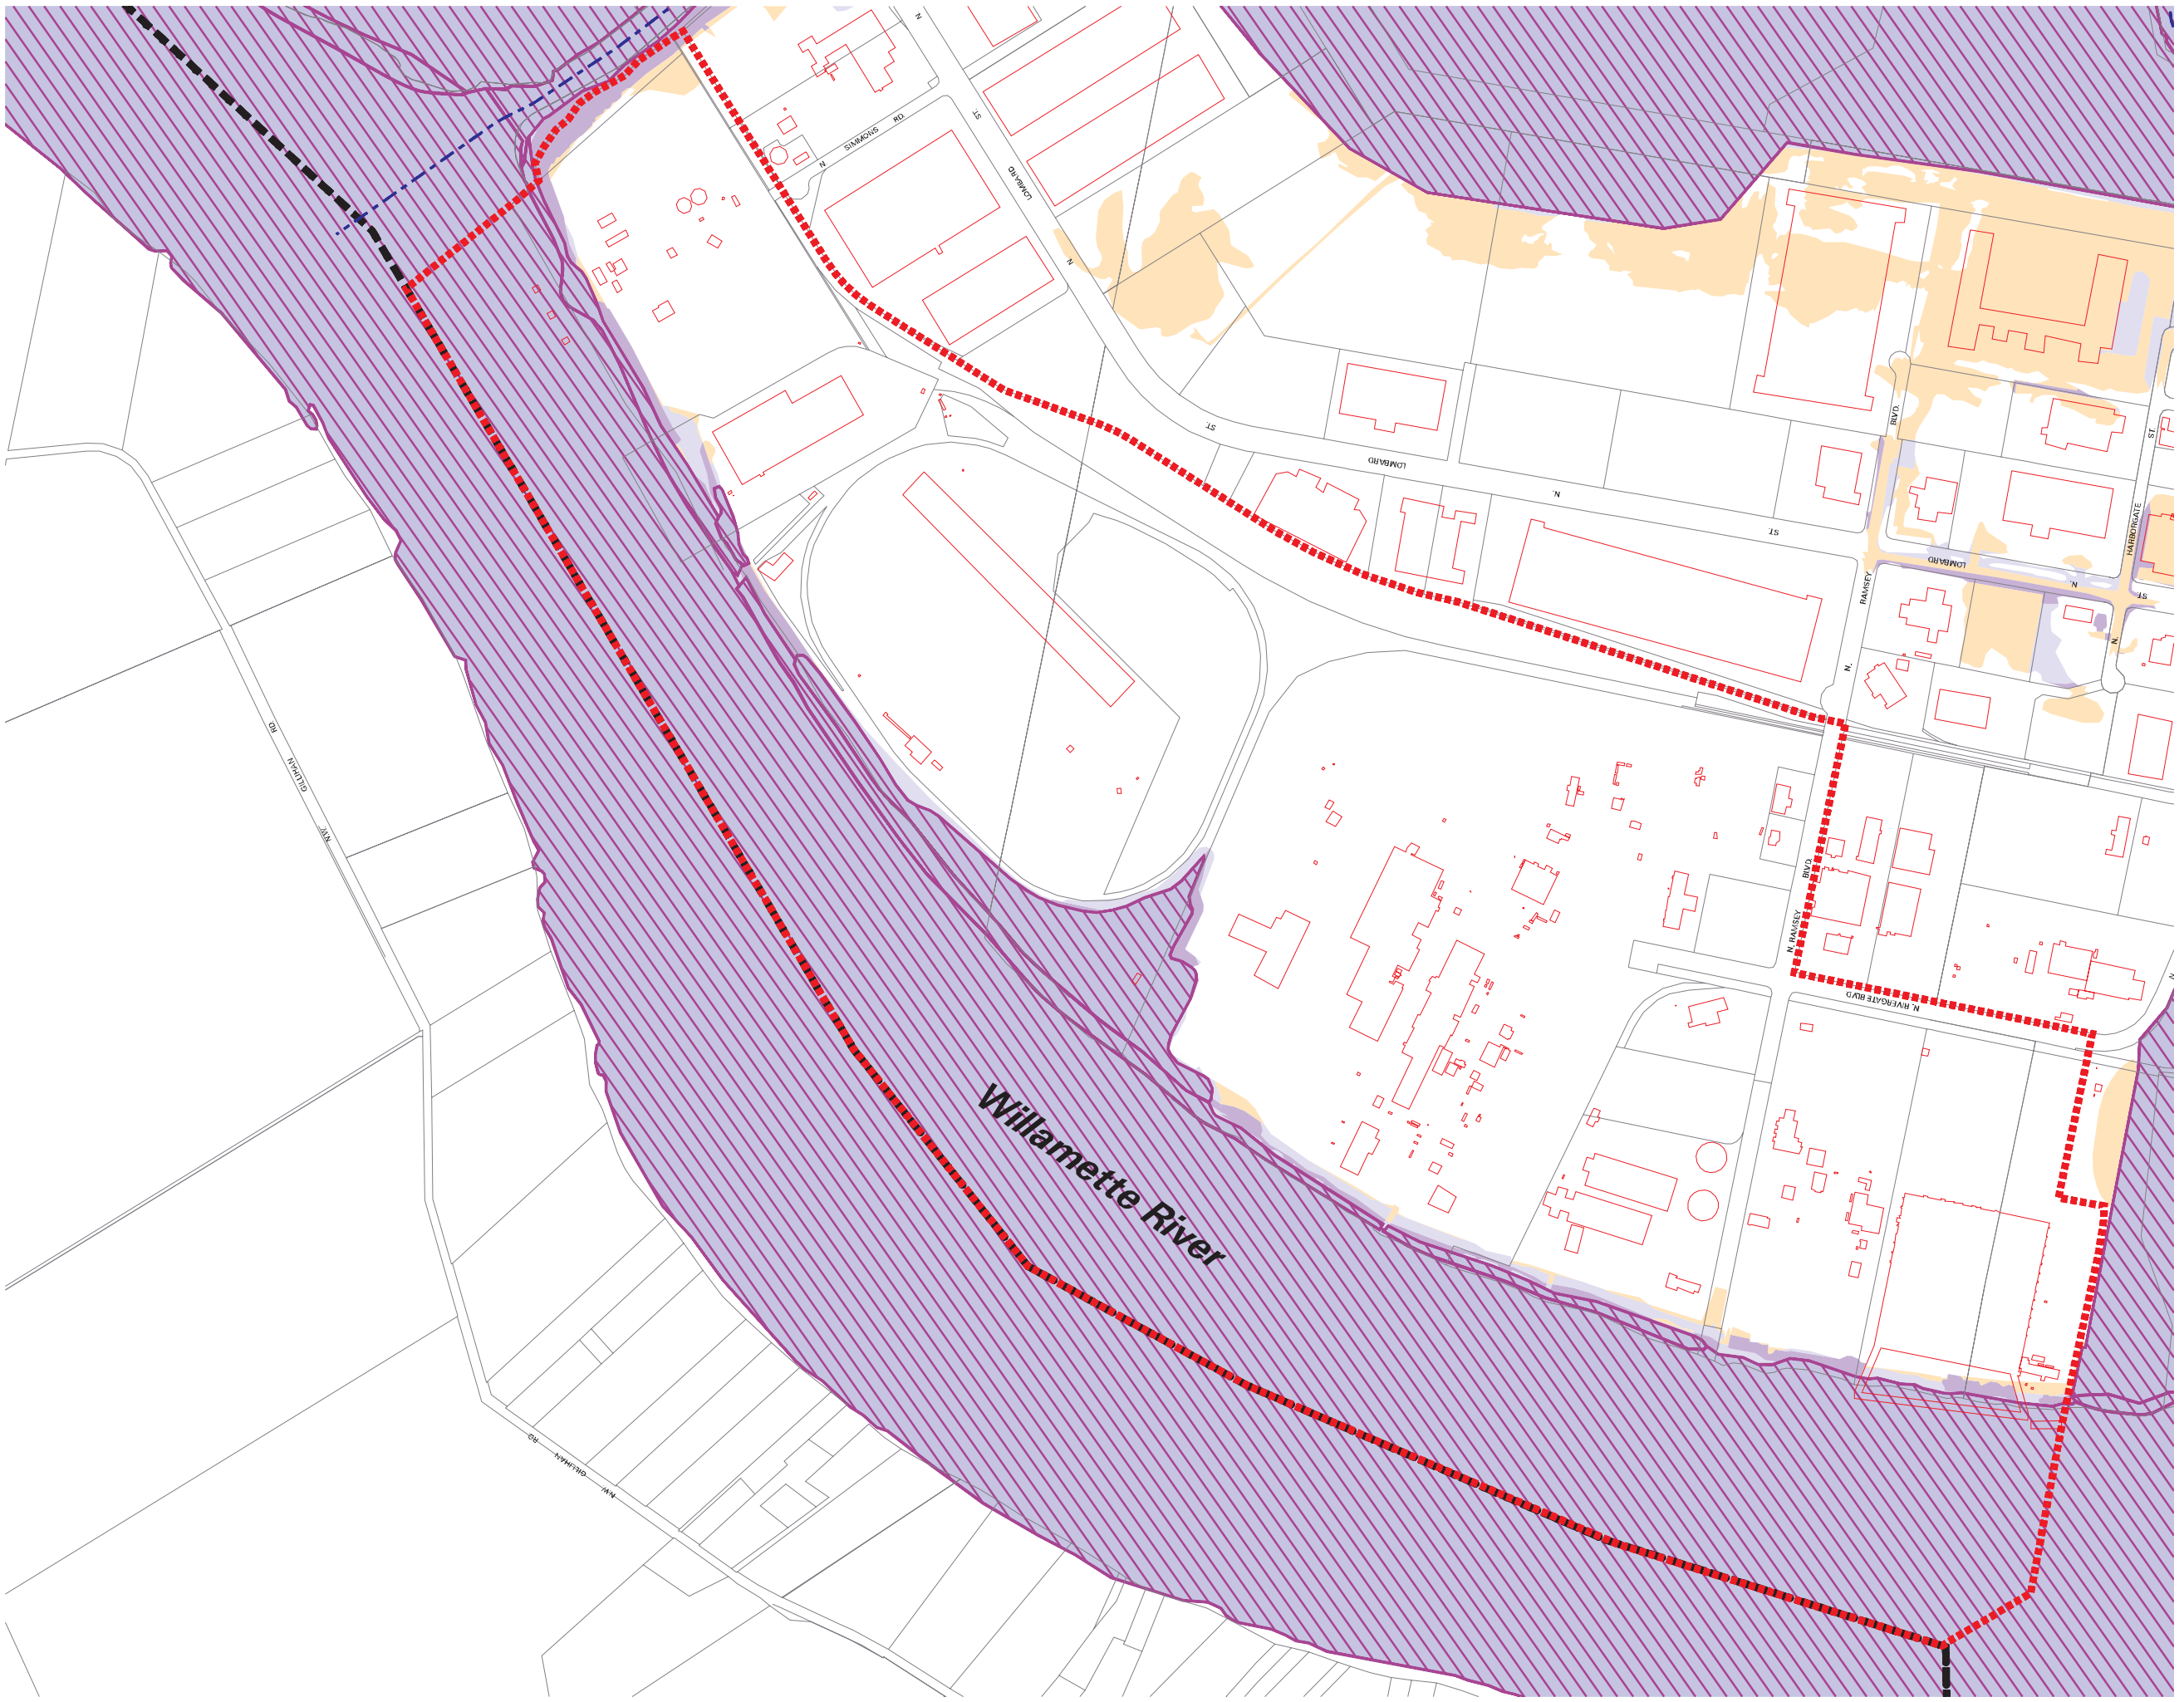 N
ST.
SIMMONS
RD.
N
LOMBARD
N
ST.
LOMBARD
N.
ST.
BLVD.
ST.
HARBORGATE
LOMBARD
N.
ST.
RAMSEY
N.
N.
BLVD.
N. RAMSEY
N. RIVERGATE BLVD
N
RD
GILLIHAN
NW.
Willamette River
RD
GILLIHAN
NW.